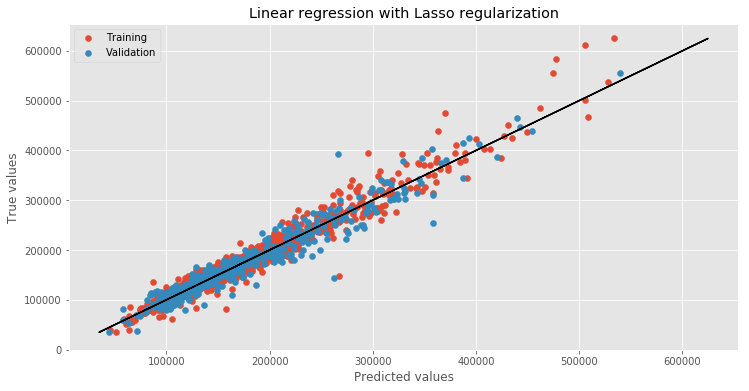 Linear regression with Lasso regularization
Training
Validation
True values
600000
500000
400000
300000
200000
100000
0
100000
200000
300000
400000
500000
600000
Predicted values